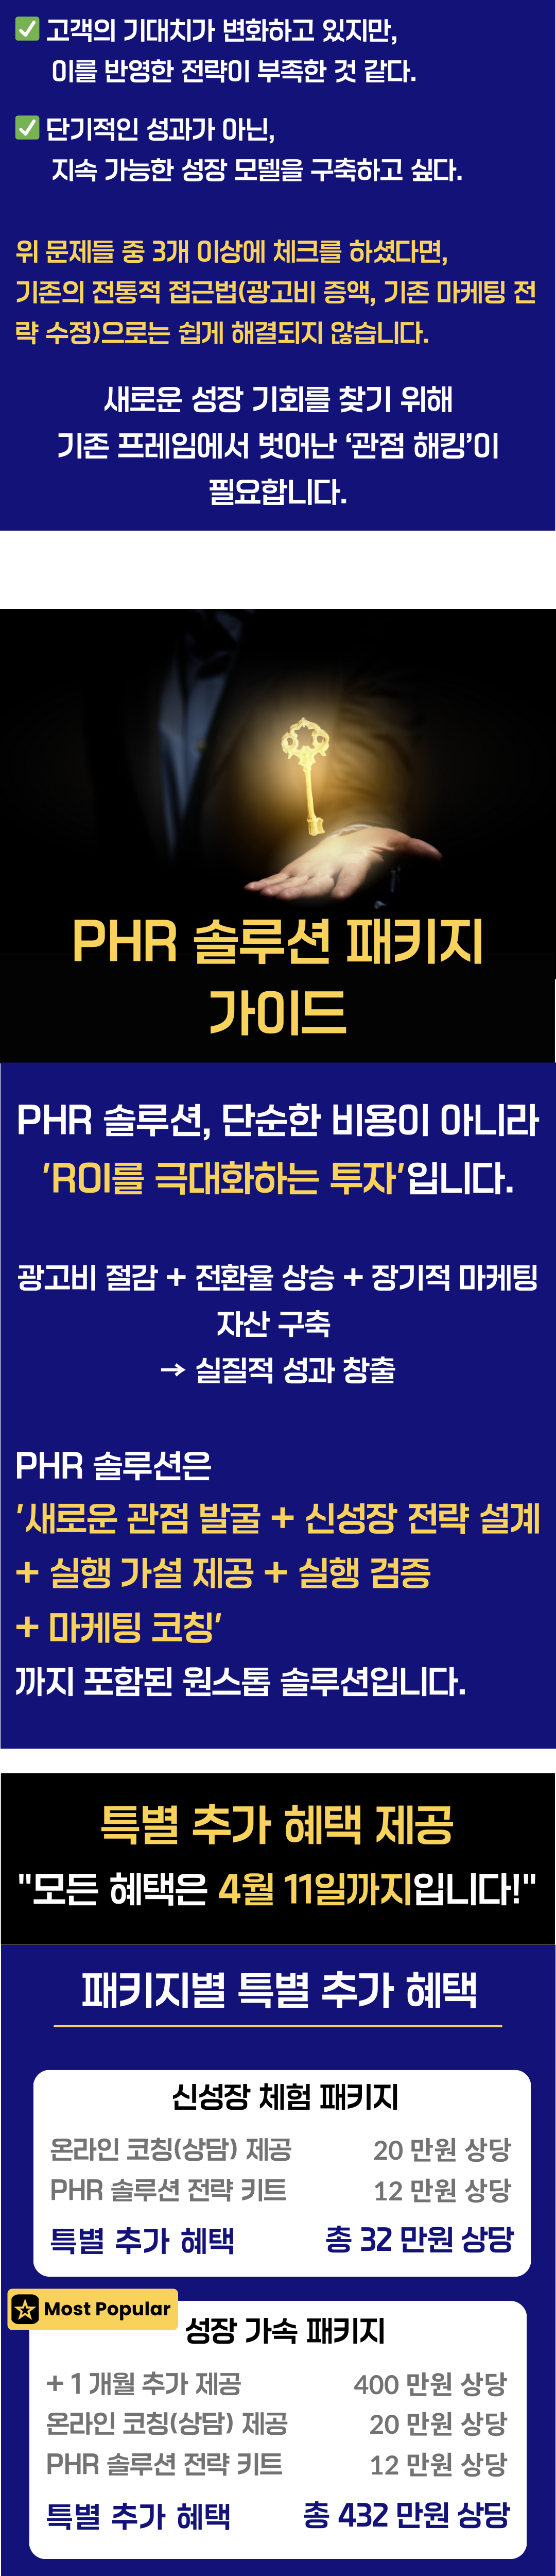 ✅ 고객의 기대치가 변화하고 있지만,
이를 반영한 전략이 부족한 것 같다.
✅ 단기적인 성과가 아닌,
지속 가능한 성장 모델을 구축하고 싶다.
위 문제들 중 3개 이상에 체크를 하셨다면,
기존의 전통적 접근법(광고비 증액, 기존 마케팅 전
략 수정)으로는 쉽게 해결되지 않습니다.
새로운 성장 기회를 찾기 위해
기존 프레임에서 벗어난 ‘관점 해킹’이
필요합니다.
PHR 솔루션 패키지
가이드
PHR 솔루션, 단순한 비용이 아니라
'ROI를 극대화하는 투자'입니다.
광고비 절감 + 전환율 상승 + 장기적 마케팅
자산 구축
→ 실질적 성과 창출
PHR 솔루션은
'새로운 관점 발굴 + 신성장 전략 설계
+ 실행 가설 제공 + 실행 검증
+ 마케팅 코칭'
까지 포함된 원스톱 솔루션입니다.
특별 추가 혜택 제공
"모든 혜택은 4월 11일까지입니다!"
패키지별 특별 추가 혜택
신성장 체험 패키지
온라인 코칭(상담) 제공 20 만원 상당
PHR 솔루션 전략 키트 12 만원 상당
특별 추가 혜택 총 32 만원 상당
Most Popular
성장 가속 패키지
+ 1 개월 추가 제공 400 만원 상당
온라인 코칭(상담) 제공 20 만원 상당
PHR 솔루션 전략 키트 12 만원 상당
특별 추가 혜택 총 432 만원 상당